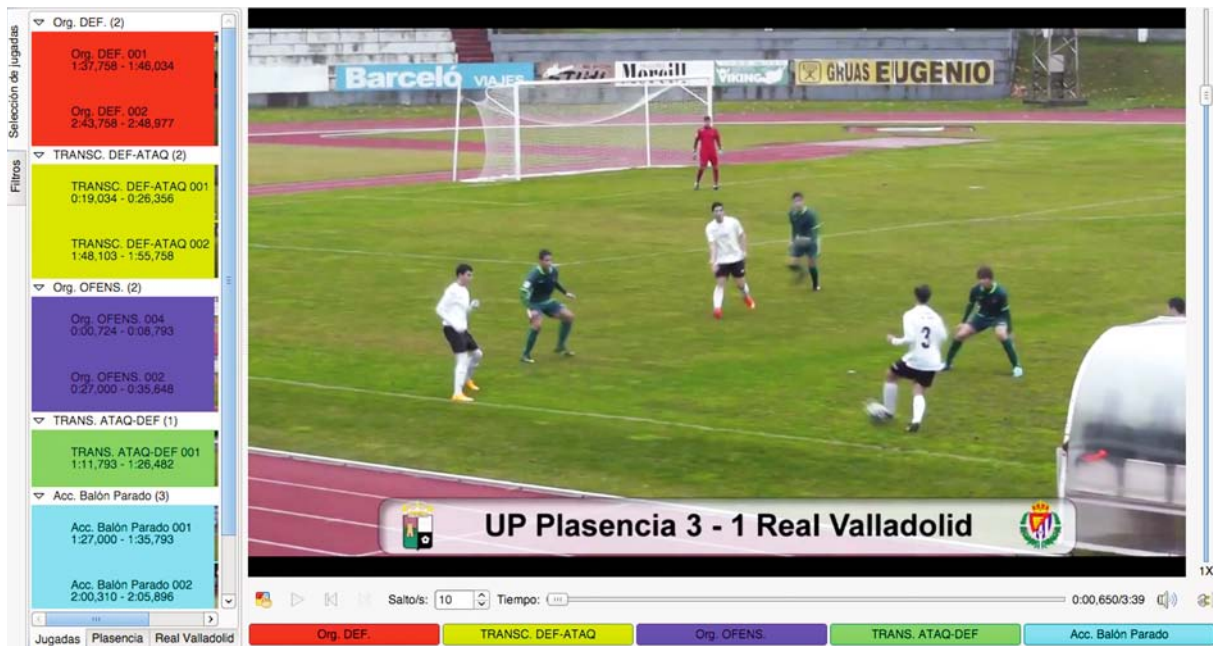 Selección de jugadas
Filtros
Org. DEF. (2)
Org. DEF. 001
1:37,758 - 1:46,034
Org. DEF. 002
2:43,758 - 2:48,977
TRANSC. DEF-ATAQ (2)
TRANSC. DEF-ATAQ 001
0:19,034 - 0:26,356
TRANSC. DEF-ATAQ 002
1:48,103 - 1:55,758
Org. OFENS. (2)
Org. OFENS. 004
0:00,724 - 0:08,793
Org. OFENS. 002
0:27,000 - 0:35,648
TRANS. ATAQ-DEF (1)
TRANS. ATAQ-DEF 001
1:11,793 - 1:26,482
Acc. Balón Parado (3)
Acc. Balón Parado 001
1:27,000 - 1:35,793
Acc. Balón Parado 002
2:00,310 - 2:05,896
Jugadas Plasencia Real Valladolid
Barceló VIAJES
VIKING
GRUAS EUGENIO
3
UP Plasencia 3 - 1 Real Valladolid
1X
Salto/s: 10 Tiempo: 0:00,650/3:39
Org. DEF. TRANSC. DEF-ATAQ Org. OFENS. TRANS. ATAQ-DEF Acc. Balón Parado